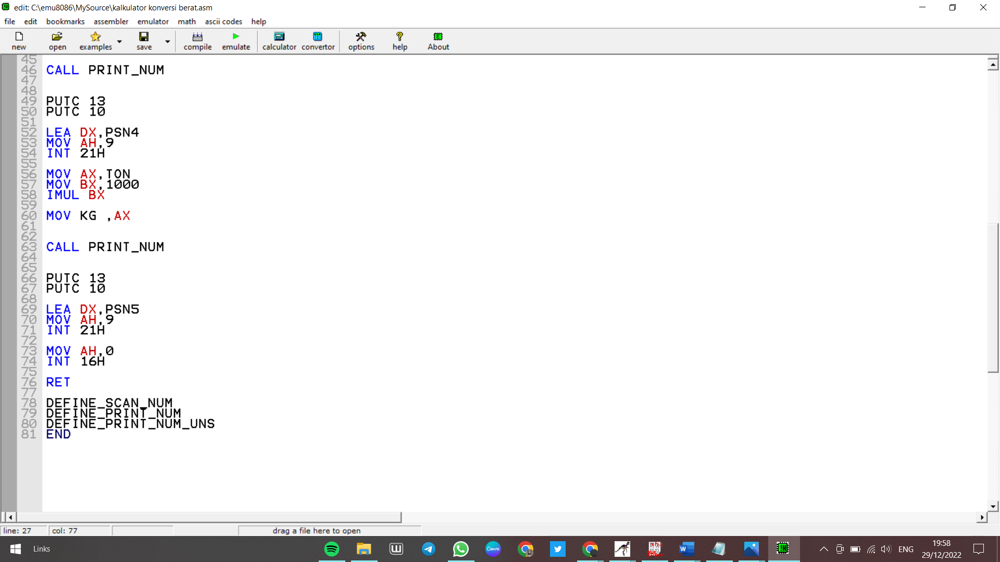 edit: C:\emu8086\MySource\kalkulator konversi berat.asm
file edit bookmarks assembler emulator math ascii codes help
new open examples save compile emulate calculator convertor options help About
45
46 CALL PRINT_NUM
47
48
49 PUTC 13
50 PUTC 10
51
52 LEA DX,PSN4
53 MOV AH,9
54 INT 21H
55
56 MOV AX,TON
57 MOV BX,1000
58 IMUL BX
59
60 MOV KG ,AX
61
62
63 CALL PRINT_NUM
64
65
66 PUTC 13
67 PUTC 10
68
69 LEA DX,PSN5
70 MOV AH,9
71 INT 21H
72
73 MOV AH,0
74 INT 16H
75
76 RET
77
78 DEFINE_SCAN_NUM
79 DEFINE_PRINT_NUM
80 DEFINE_PRINT_NUM_UNS
81 END
line: 27 col: 77 drag a file here to open
Links Canva ENG 19:58
29/12/2022